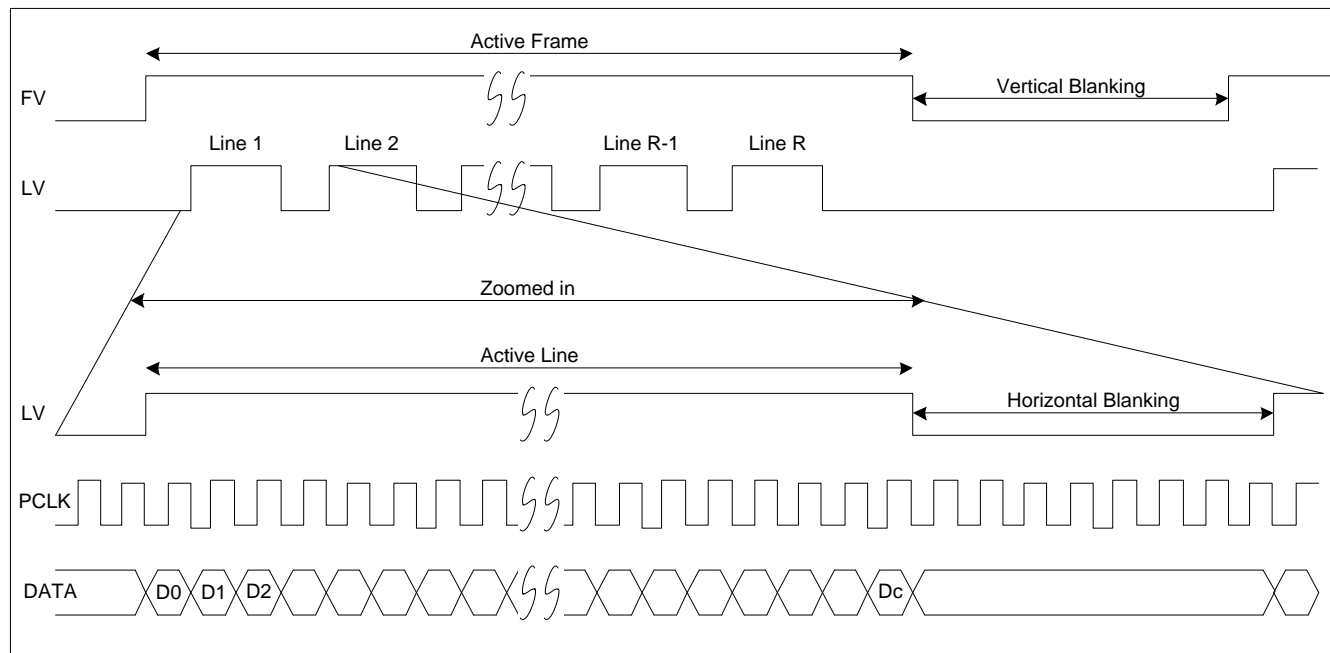 Active Frame
FV
Vertical Blanking
Line 1 Line 2 Line R-1 Line R
LV
Zoomed in
Active Line
LV
Horizontal Blanking
PCLK
DATA D0 D1 D2 Dc